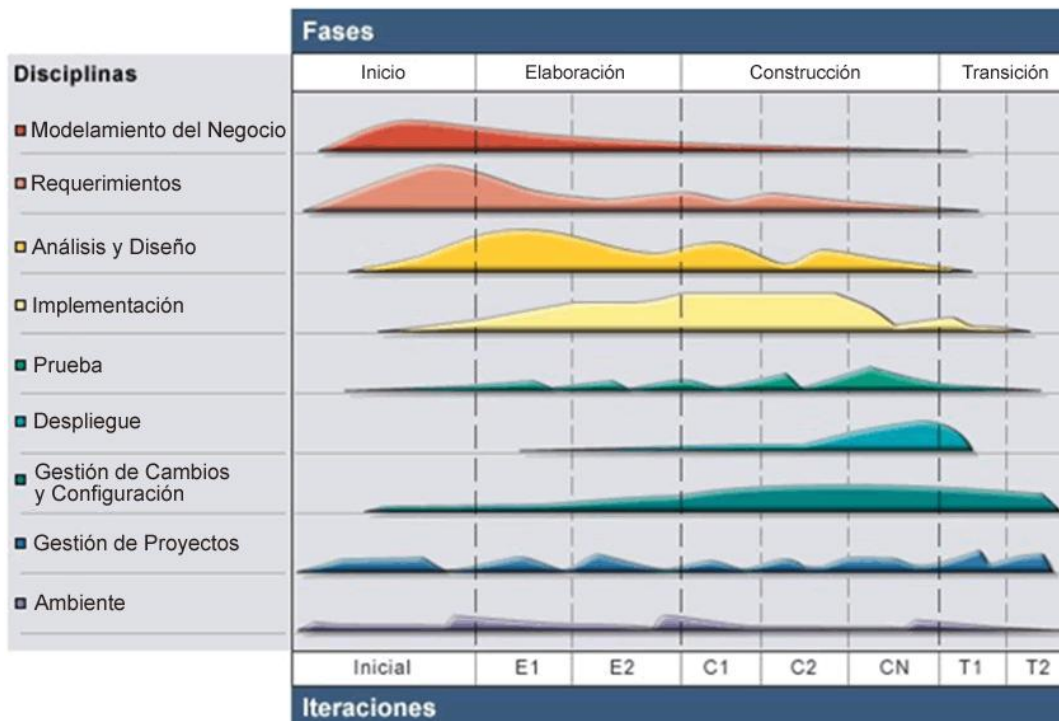 Fases
Disciplinas
Inicio
Elaboración
Construcción
Transición
Modelamiento del Negocio
Requerimientos
Análisis y Diseño
Implementación
Prueba
Despliegue
Gestión de Cambios
y Configuración
Gestión de Proyectos
Ambiente
Inicial
E1
E2
C1
C2
CN
T1
T2
Iteraciones